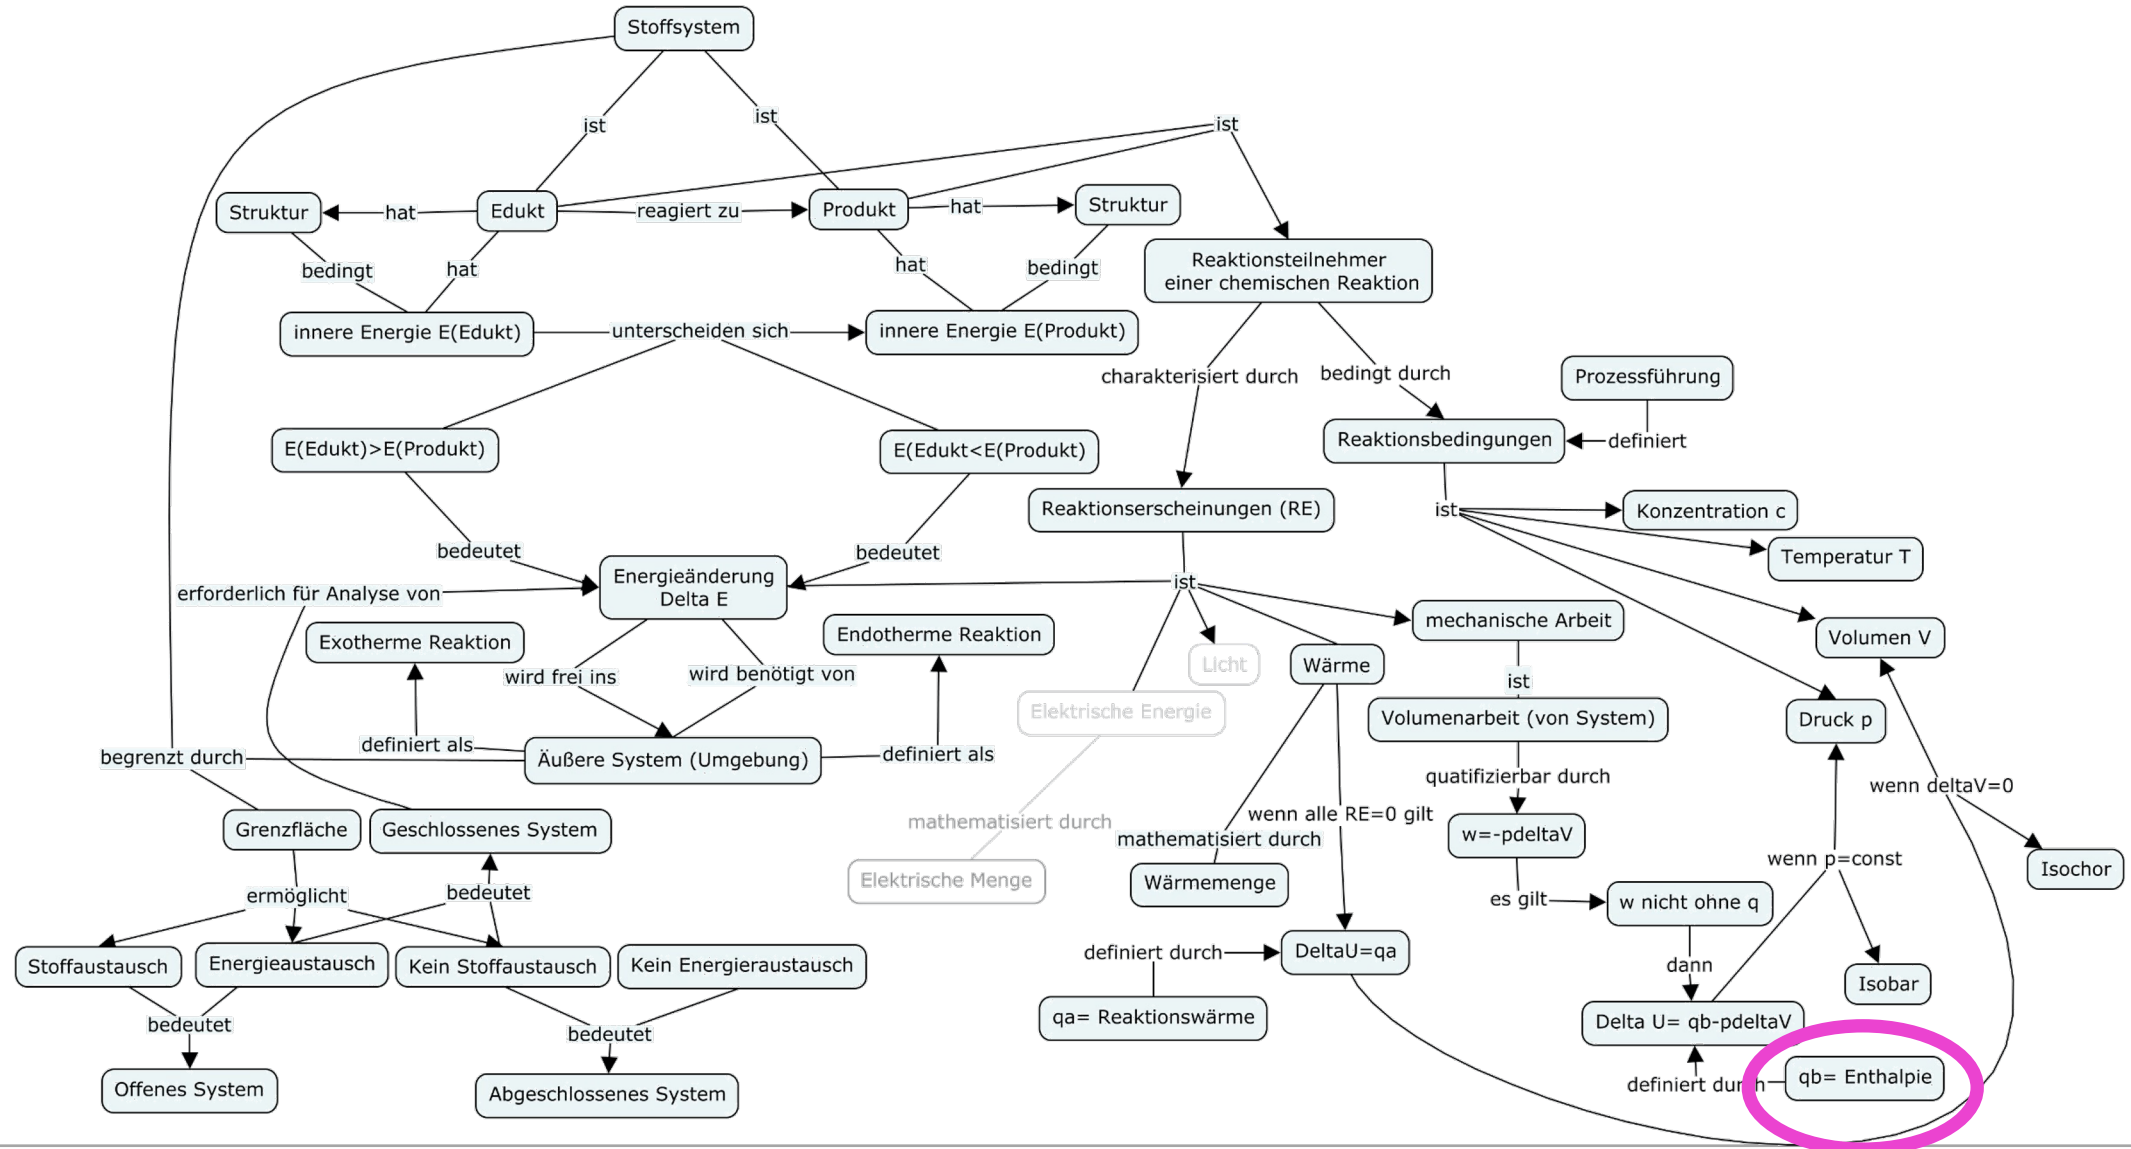 Stoffsystem
ist
ist
ist
Struktur
hat
Edukt
reagiert zu
Produkt
hat
Struktur
bedingt
hat
hat
bedingt
Reaktionsteilnehmer
einer chemischen Reaktion
innere Energie E(Edukt)
unterscheiden sich
innere Energie E(Produkt)
charakterisiert durch
bedingt durch
Prozessführung
E(Edukt)>E(Produkt)
E(Edukt<E(Produkt)
Reaktionsbedingungen
definiert
Reaktionserscheinungen (RE)
ist
Konzentration c
Temperatur T
bedeutet
bedeutet
erforderlich für Analyse von
Energieänderung
Delta E
ist
mechanische Arbeit
Volumen V
Exotherme Reaktion
Endotherme Reaktion
wird frei ins
wird benötigt von
Licht
Wärme
ist
Elektrische Energie
Volumenarbeit (von System)
Druck p
begrenzt durch
definiert als
Äußere System (Umgebung)
definiert als
quatifizierbar durch
wenn deltaV=0
Grenzfläche
Geschlossenes System
mathematisiert durch
mathematisiert durch
wenn alle RE=0 gilt
w=-pdeltaV
wenn p=const
Isochor
ermöglicht
bedeutet
Elektrische Menge
Wärmemenge
es gilt
w nicht ohne q
Stoffaustausch
Energieaustausch
Kein Stoffaustausch
Kein Energieraustausch
definiert durch
DeltaU=qa
dann
Isobar
bedeutet
bedeutet
qa= Reaktionswärme
Delta U= qb-pdeltaV
Offenes System
Abgeschlossenes System
definiert durch
qb= Enthalpie